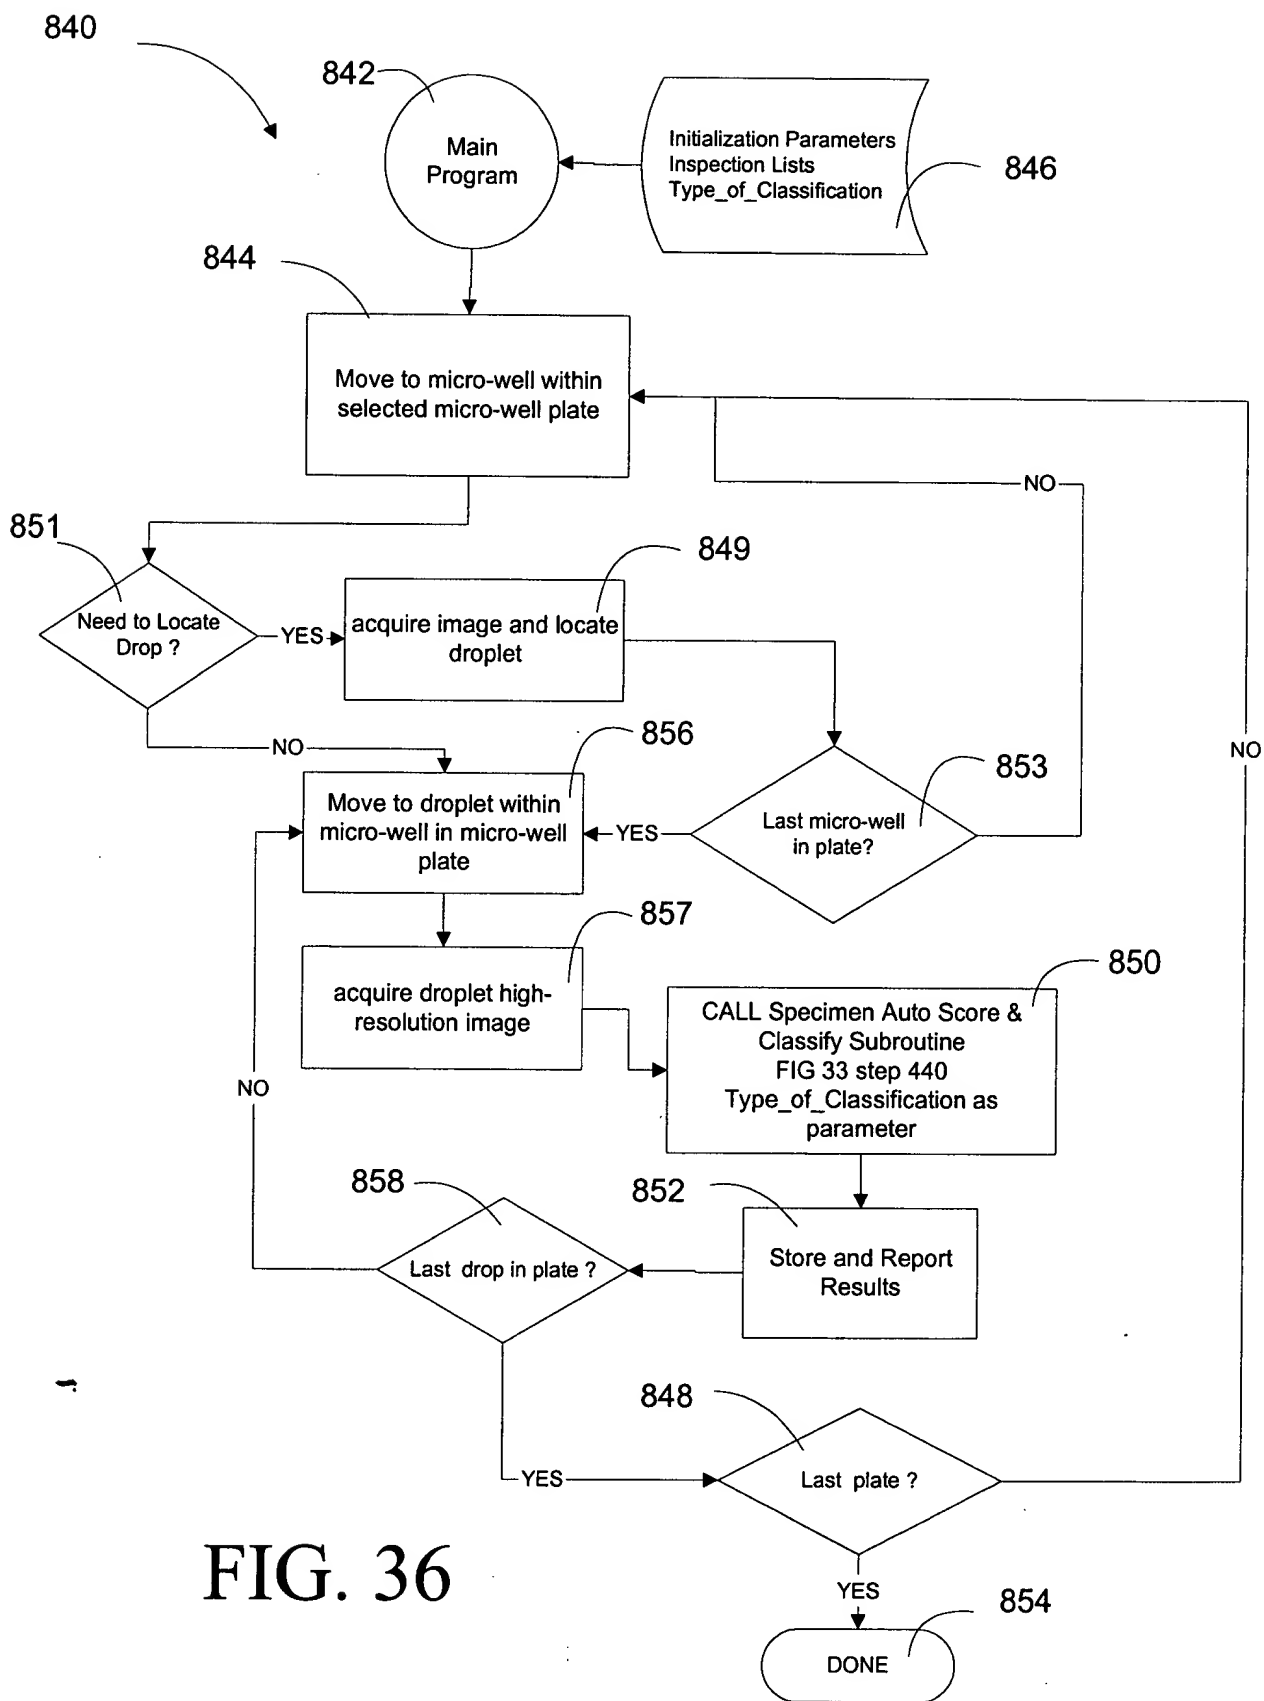 840
842
Main
Program
Initialization Parameters
Inspection Lists
Type_of_Classification
846
844
Move to micro-well within
selected micro-well plate
NO
851
Need to Locate
Drop ?
YES
849
acquire image and locate
droplet
NO
856
Move to droplet within
micro-well in micro-well
plate
YES
853
Last micro-well
in plate?
NO
857
acquire droplet high-
resolution image
850
CALL Specimen Auto Score &
Classify Subroutine
FIG 33 step 440
Type_of_Classification as
parameter
NO
858
Last drop in plate ?
852
Store and Report
Results
848
YES
Last plate ?
YES
854
DONE
FIG. 36